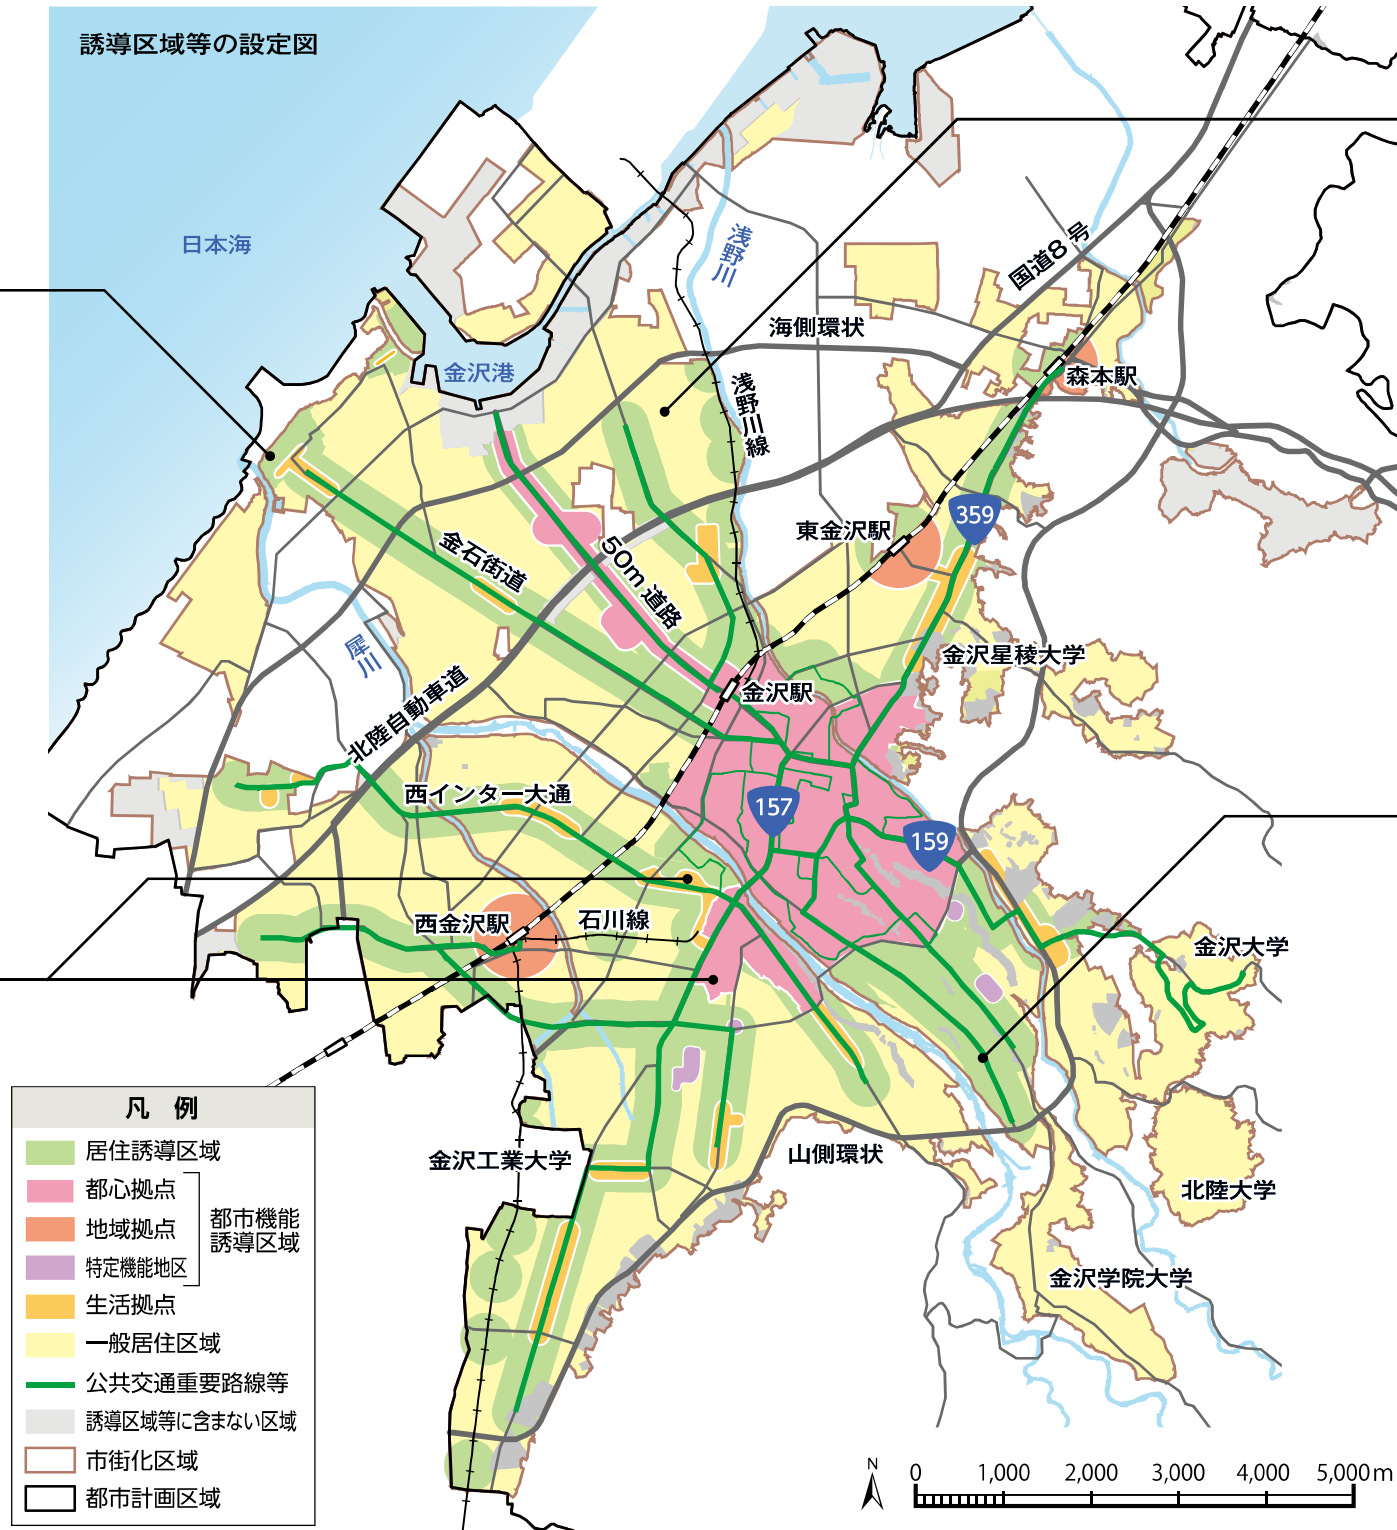 誘導区域等の設定図
日本海
浅野川
国道8号
海側環状
金沢港
浅野川線
森本駅
359
東金沢駅
50m道路
金石街道
犀川
金沢星稜大学
金沢駅
北陸自動車道
西インター大通
157
159
西金沢駅
石川線
金沢大学
金沢工業大学
山側環状
北陸大学
金沢学院大学
凡 例
居住誘導区域
都心拠点
地域拠点
特定機能地区
都市機能
誘導区域
生活拠点
一般居住区域
公共交通重要路線等
誘導区域等に含まない区域
市街化区域
都市計画区域
N
0 1,000 2,000 3,000 4,000 5,000m